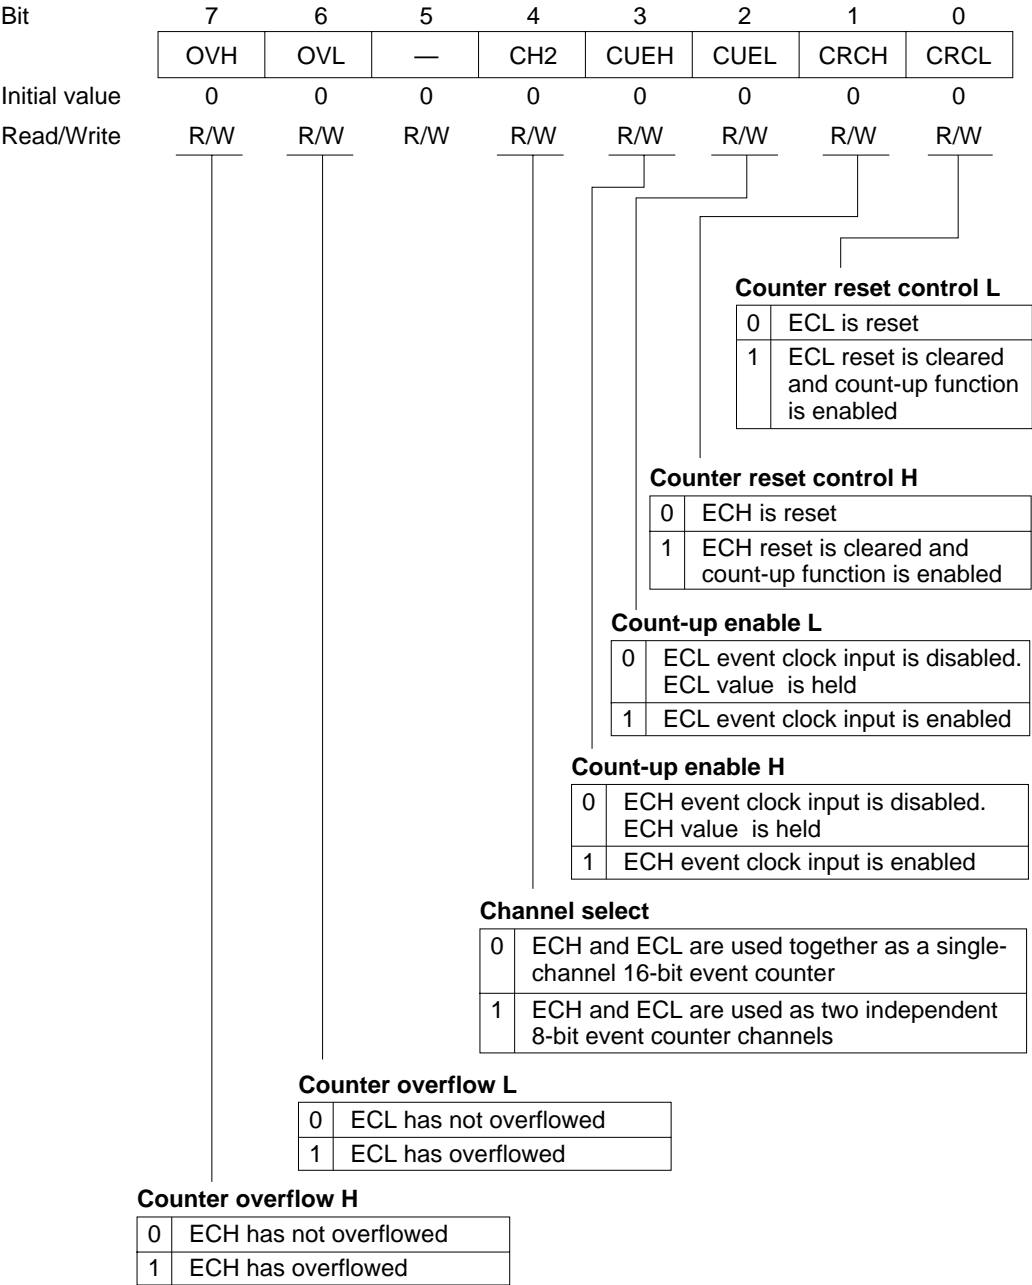 Bit 7 6 5 4 3 2 1 0
OVH OVL — CH2 CUEH CUEL CRCH CRCL
Initial value 0 0 0 0 0 0 0 0
Read/Write R/W R/W R/W R/W R/W R/W R/W R/W
Counter reset control L
0 ECL is reset
1 ECL reset is cleared
and count-up function
is enabled
Counter reset control H
0 ECH is reset
1 ECH reset is cleared and
count-up function is enabled
Count-up enable L
0 ECL event clock input is disabled.
ECL value is held
1 ECL event clock input is enabled
Count-up enable H
0 ECH event clock input is disabled.
ECH value is held
1 ECH event clock input is enabled
Channel select
0 ECH and ECL are used together as a single-
channel 16-bit event counter
1 ECH and ECL are used as two independent
8-bit event counter channels
Counter overflow L
0 ECL has not overflowed
1 ECL has overflowed
Counter overflow H
0 ECH has not overflowed
1 ECH has overflowed